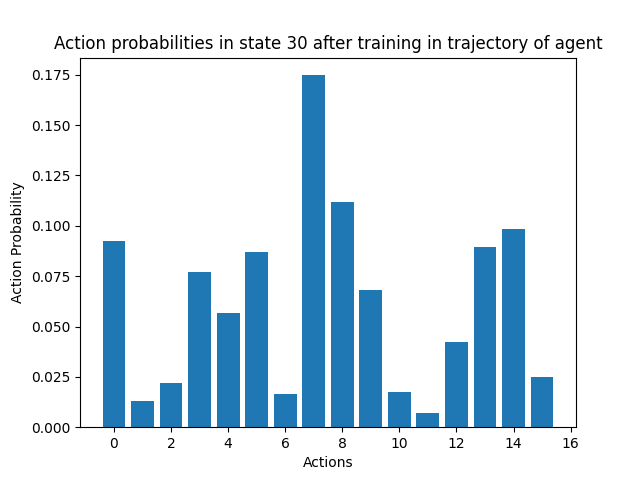 Action probabilities in state 30 after training in trajectory of agent
0.175
0.150
0.125
0.100
0.075
0.050
0.025
0.000
Action Probability
0 2 4 6 8 10 12 14 16
Actions